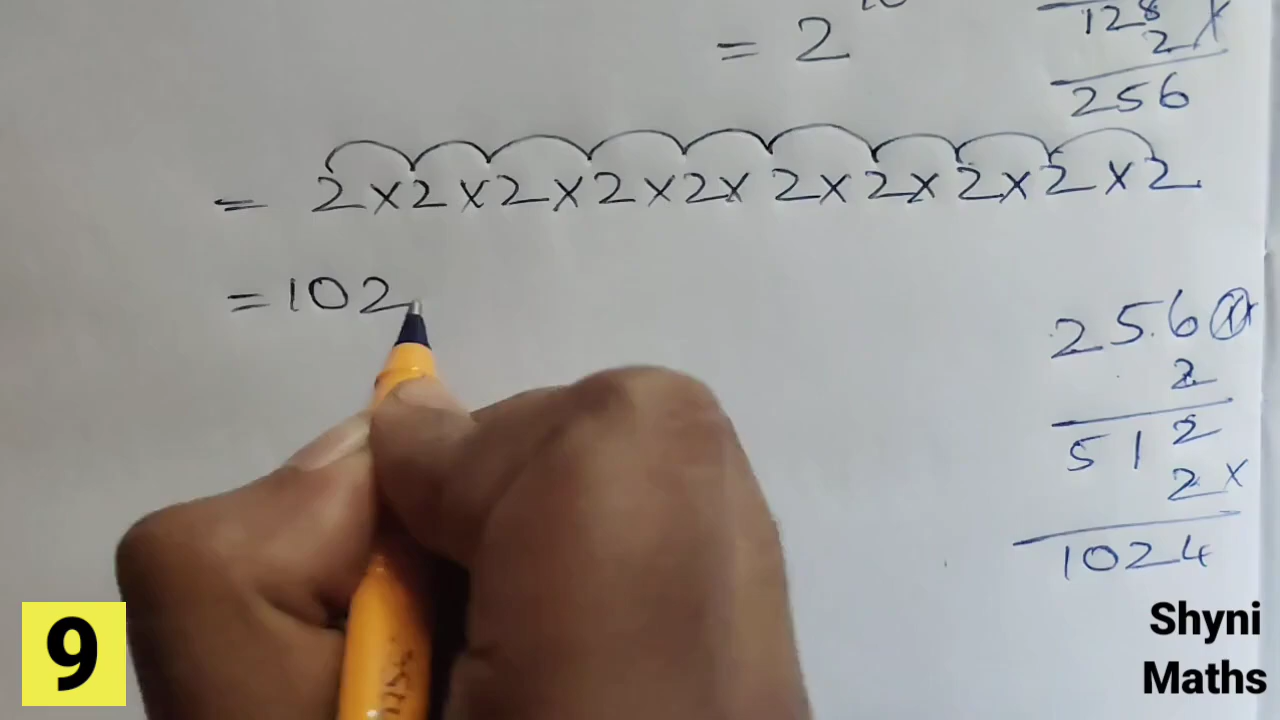 = 2¹⁰
128
2 X
256
= 2 x 2 x 2 x 2 x 2 x 2 x 2 x 2 x 2 x 2
= 102
256
2
512
2 x
1024
9
Shyni
Maths